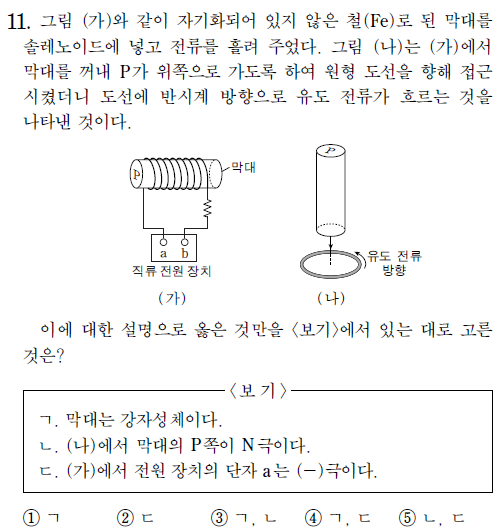 11. 그림 (가)와 같이 자기화되어 있지 않은 철(Fe)로 된 막대를
솔레노이드에 넣고 전류를 흘려 주었다. 그림 (나)는 (가)에서
막대를 꺼내 P가 위쪽으로 가도록 하여 원형 도선을 향해 접근
시켰더니 도선에 반시계 방향으로 유도 전류가 흐르는 것을
나타낸 것이다.
P
막대
a b
직류 전원 장치
(가)
P
유도 전류
방향
(나)
이에 대한 설명으로 옳은 것만을 <보기>에서 있는 대로 고른
것은?
<보 기>
ㄱ. 막대는 강자성체이다.
ㄴ. (나)에서 막대의 P쪽이 N극이다.
ㄷ. (가)에서 전원 장치의 단자 a는 (-)극이다.
① ㄱ ② ㄷ ③ ㄱ, ㄴ ④ ㄱ, ㄷ ⑤ ㄴ, ㄷ